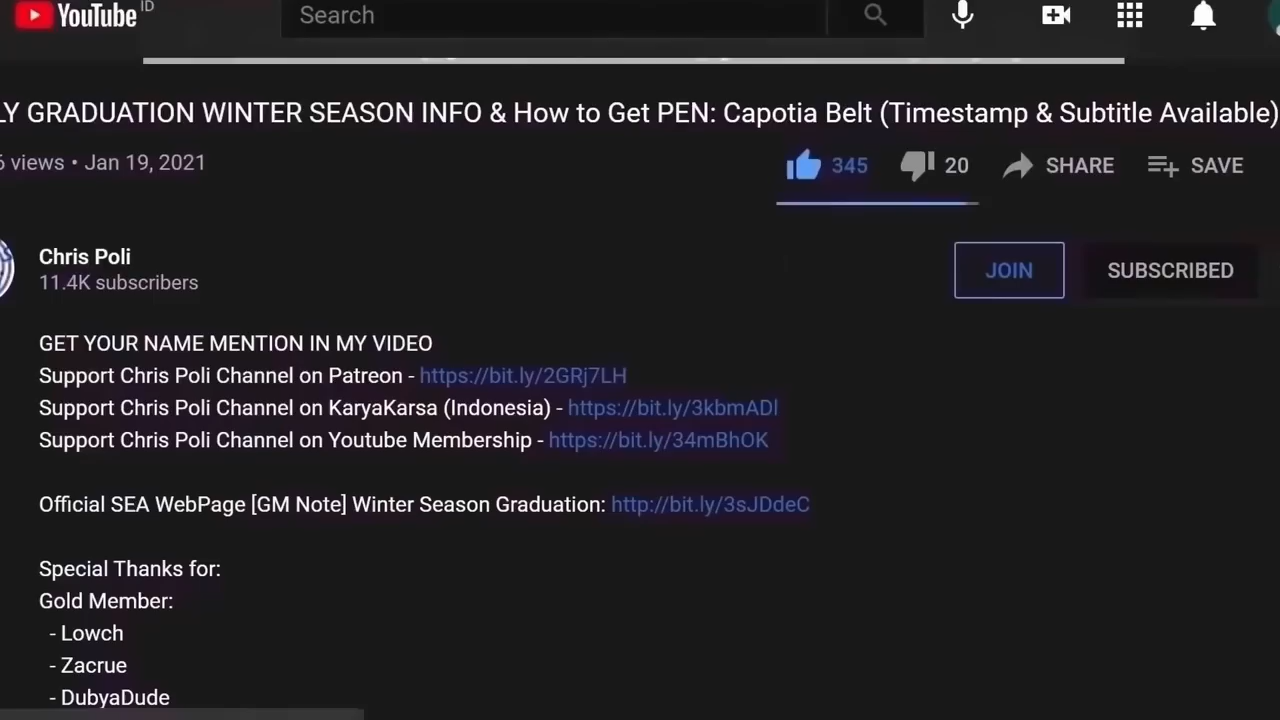 YouTube ID
Search
LY GRADUATION WINTER SEASON INFO & How to Get PEN: Capotia Belt (Timestamp & Subtitle Available)
6 views • Jan 19, 2021
345
20
SHARE
SAVE
Chris Poli
11.4K subscribers
JOIN
SUBSCRIBED
GET YOUR NAME MENTION IN MY VIDEO
Support Chris Poli Channel on Patreon - https://bit.ly/2GRj7LH
Support Chris Poli Channel on KaryaKarsa (Indonesia) - https://bit.ly/3kbmADl
Support Chris Poli Channel on Youtube Membership - https://bit.ly/34mBhOK
Official SEA WebPage [GM Note] Winter Season Graduation: http://bit.ly/3sJDdeC
Special Thanks for:
Gold Member:
- Lowch
- Zacrue
- DubyaDude